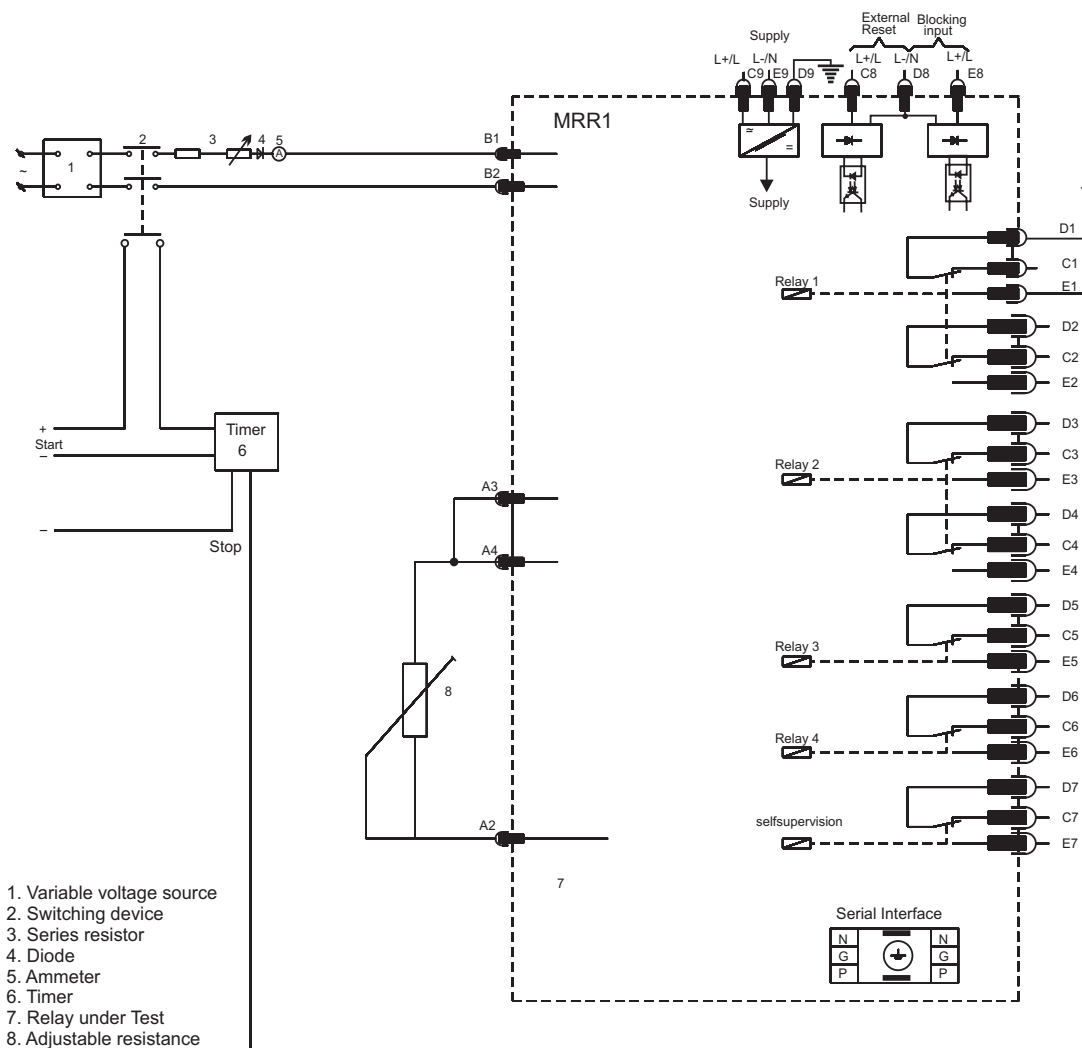 External Reset
Blocking input
Supply
L+/L
L-/N
L+/L
L-/N
L+/L
C9
E9
D9
C8
D8
E8
MRR1
≃
=
Supply
2
3
4
5
A
1
~
B1
B2
D1
C1
E1
Relay 1
D2
C2
E2
+
Start
–
Timer
6
–
Stop
D3
C3
E3
Relay 2
D4
C4
E4
A3
A4
D5
C5
E5
Relay 3
8
D6
C6
E6
Relay 4
A2
D7
C7
E7
selfsupervision
7
Serial Interface
N
G
P
N
G
P
1. Variable voltage source
2. Switching device
3. Series resistor
4. Diode
5. Ammeter
6. Timer
7. Relay under Test
8. Adjustable resistance